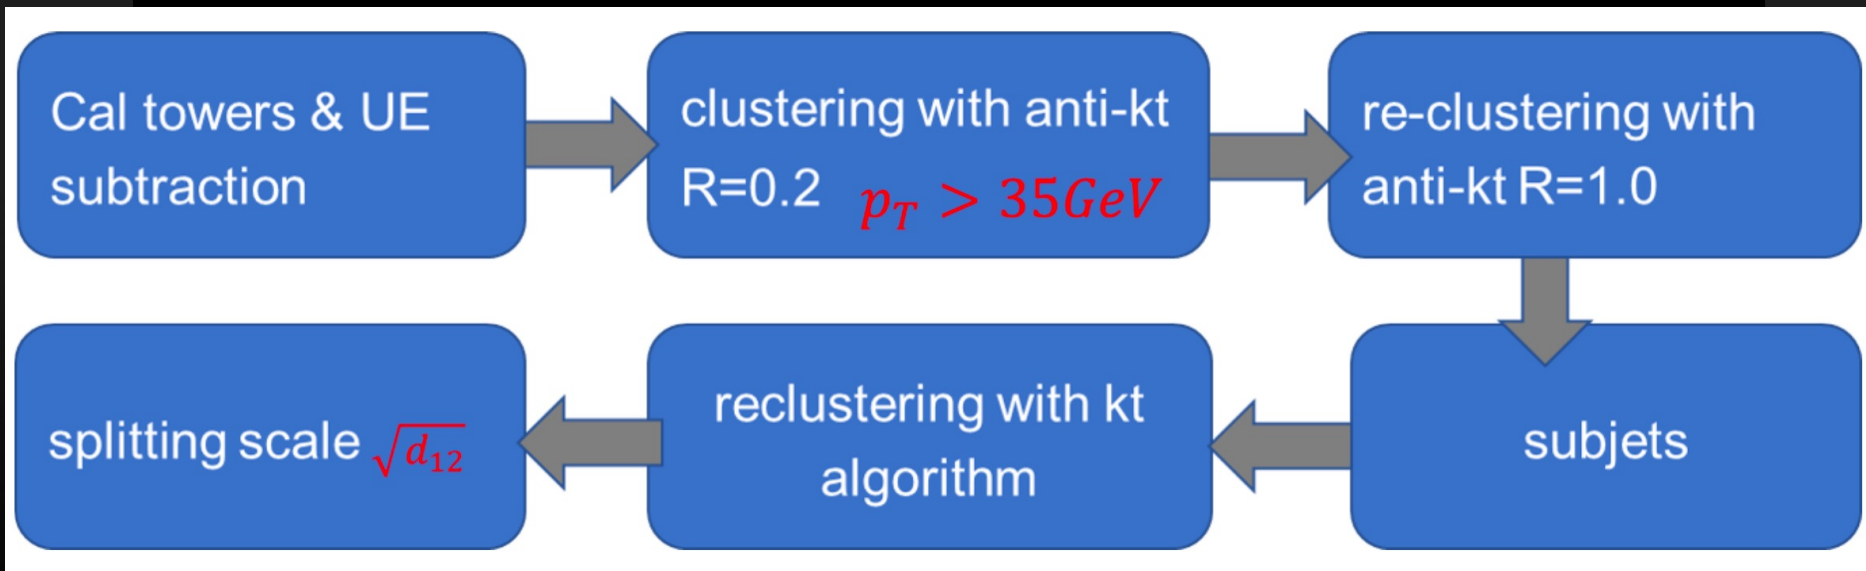 Cal towers & UE
subtraction
clustering with anti-kt
R=0.2 p_T > 35GeV
re-clustering with
anti-kt R=1.0
subjets
reclustering with kt
algorithm
splitting scale √d₁₂